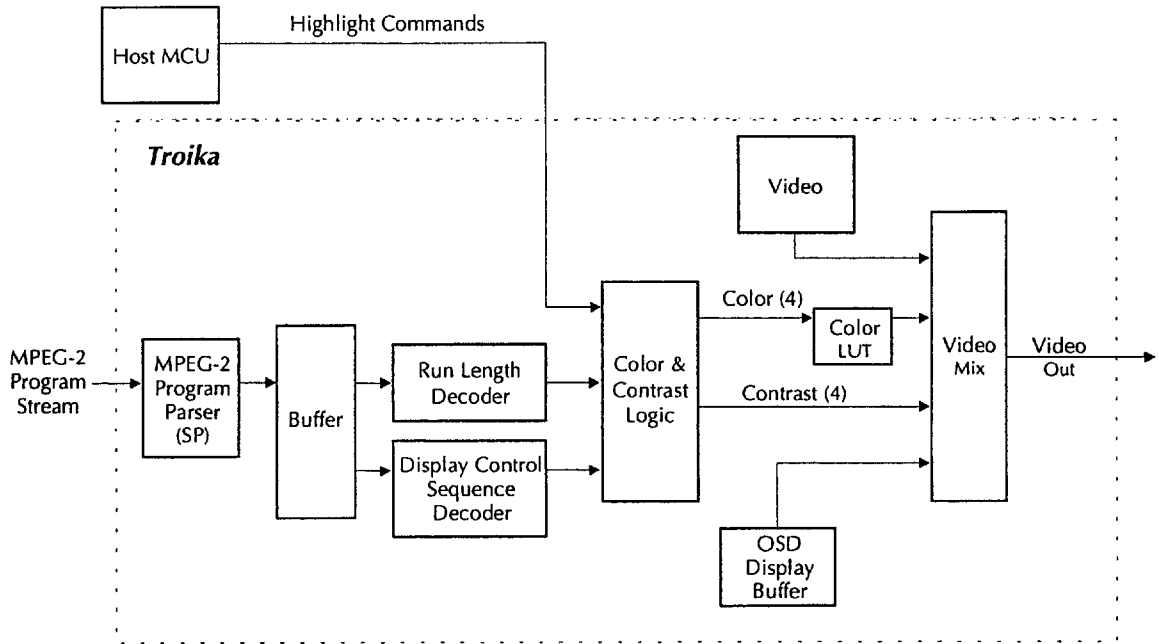 Highlight Commands
Host MCU
Troika
Video
MPEG-2
Program
Stream
MPEG-2
Program
Parser
(SP)
Buffer
Run Length
Decoder
Display Control
Sequence
Decoder
Color &
Contrast
Logic
Color (4)
Color
LUT
Contrast (4)
OSD
Display
Buffer
Video
Mix
Video
Out